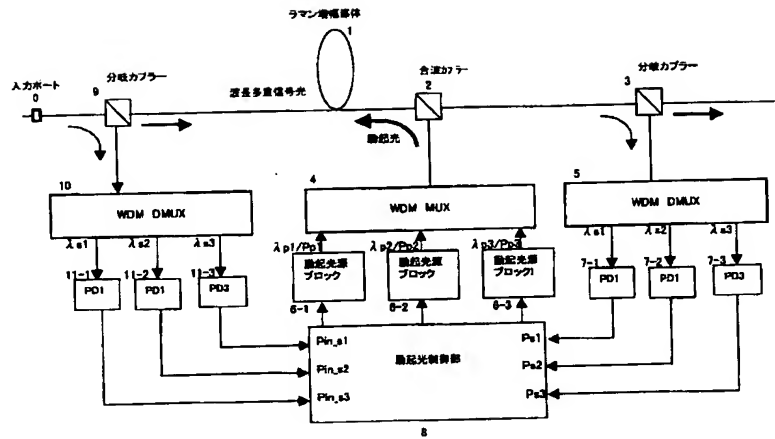 ラマン増幅媒体
1
入力ポート
0
分岐カプラー
9
波長多重信号光
合波カプラー
2
分岐カプラー
3
励起光
10
WDM DMUX
4
WDM MUX
5
WDM DMUX
λs1
λs2
λs3
λp1/Pp1
λp2/Pp2
λp3/Pp3
λs1
λs2
λs3
11-1
11-2
11-3
7-1
7-2
7-3
PD1
PD1
PD3
励起光源
ブロック
励起光源
ブロック
励起光源
ブロック1
PD1
PD1
PD3
6-1
6-2
6-3
Pin_s1
Pin_s2
Pin_s3
励起光制御部
Ps1
Ps2
Ps3
8